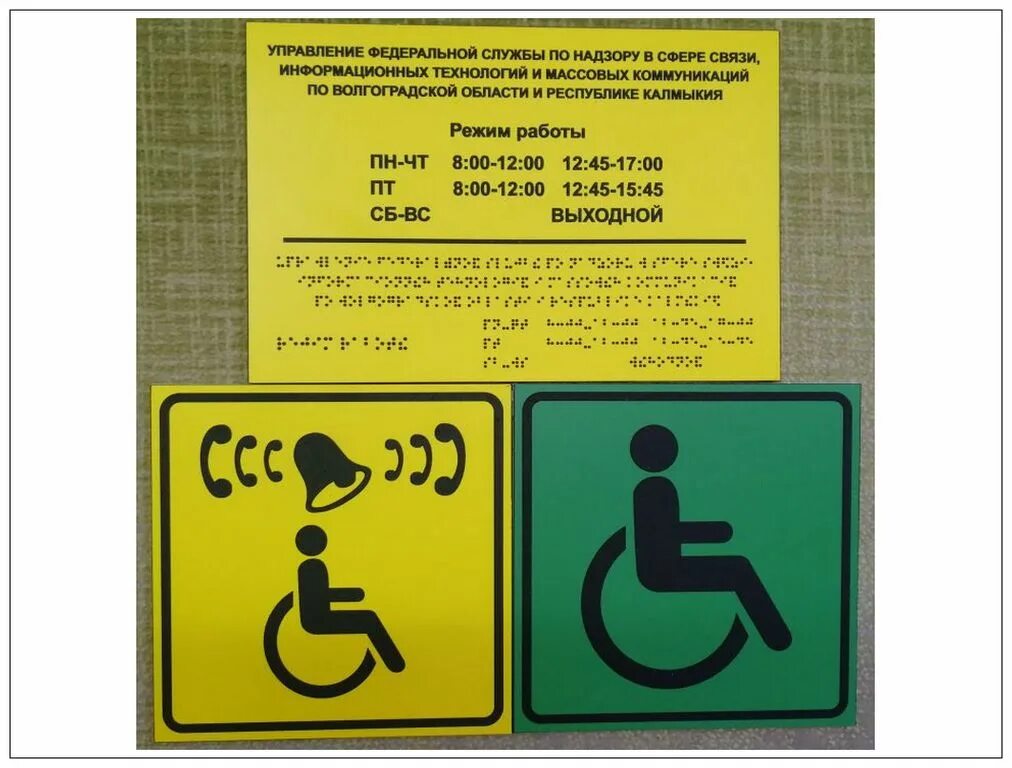 УПРАВЛЕНИЕ ФЕДЕРАЛЬНОЙ СЛУЖБЫ ПО НАДЗОРУ В СФЕРЕ СВЯЗИ,
ИНФОРМАЦИОННЫХ ТЕХНОЛОГИЙ И МАССОВЫХ КОММУНИКАЦИЙ
ПО ВОЛГОГРАДСКОЙ ОБЛАСТИ И РЕСПУБЛИКЕ КАЛМЫКИЯ
Режим работы
ПН-ЧТ 8:00-12:00 12:45-17:00
ПТ 8:00-12:00 12:45-15:45
СБ-ВС ВЫХОДНОЙ